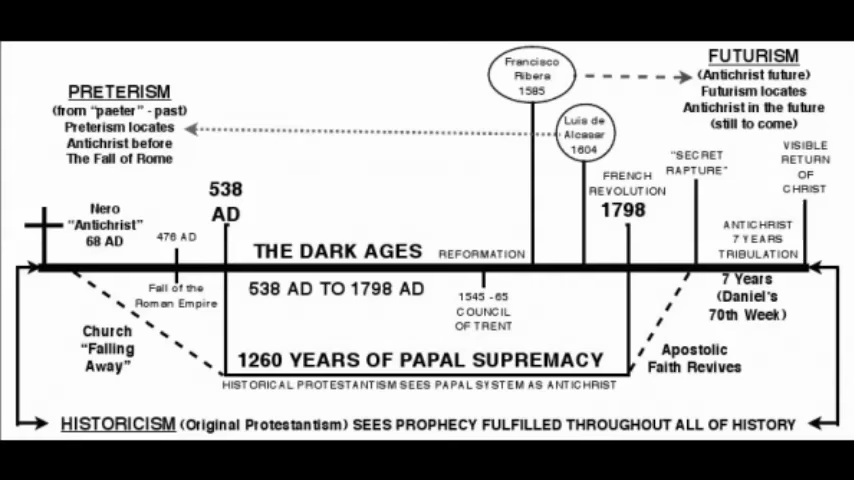 PRETERISM
(from "paeter" - past)
Preterism locates
Antichrist before
The Fall of Rome
Francisco
Ribera
1585
Luis de
Alcasar
1604
FUTURISM
(Antichrist future)
Futurism locates
Antichrist in the future
(still to come)
Nero
"Antichrist"
68 AD
476 AD
538
AD
THE DARK AGES
REFORMATION
FRENCH
REVOLUTION
1798
"SECRET
RAPTURE"
VISIBLE
RETURN
OF
CHRIST
ANTICHRIST
7 YEARS
TRIBULATION
Fall of the
Roman Empire
538 AD TO 1798 AD
1545 - 65
COUNCIL
OF TRENT
7 Years
(Daniel's
70th Week)
Church
"Falling
Away"
1260 YEARS OF PAPAL SUPREMACY
HISTORICAL PROTESTANTISM SEES PAPAL SYSTEM AS ANTICHRIST
Apostolic
Faith Revives
HISTORICISM (Original Protestantism) SEES PROPHECY FULFILLED THROUGHOUT ALL OF HISTORY